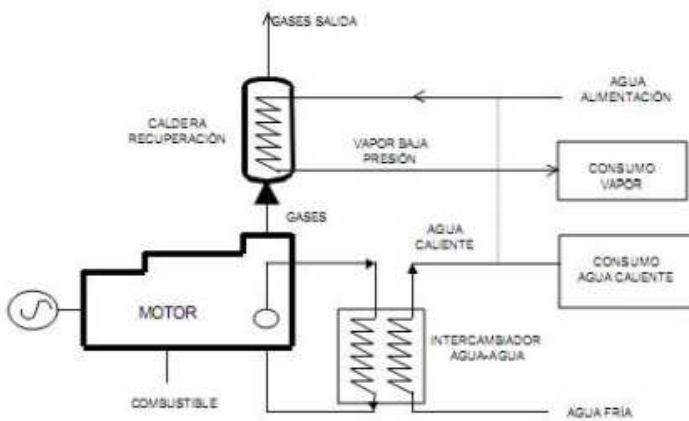 GASES SALIDA
CALDERA
RECUPERACIÓN
AGUA
ALIMENTACIÓN
VAPOR BAJA
PRESIÓN
CONSUMO
VAPOR
GASES
AGUA
CALIENTE
CONSUMO
AGUA CALIENTE
MOTOR
INTERCAMBIADOR
AGUA-AGUA
COMBUSTIBLE
AGUA FRÍA